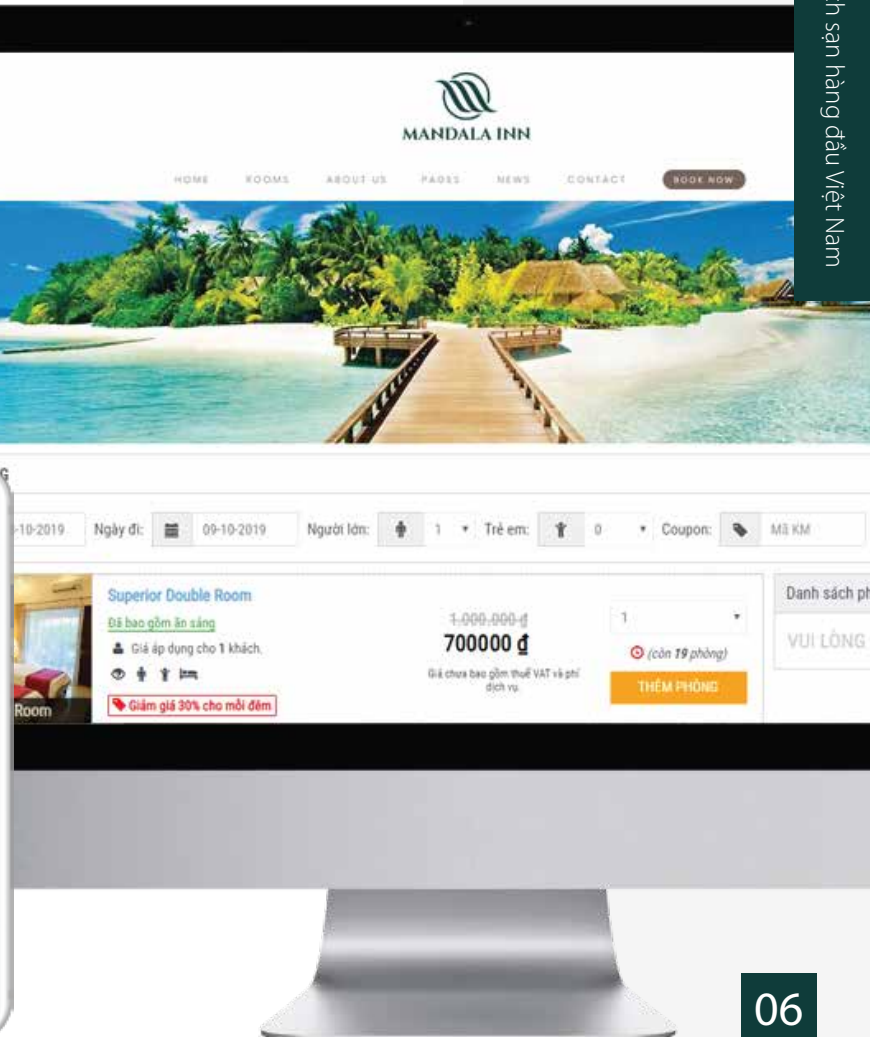 ch sạn hàng đầu Việt Nam
MANDALA INN
HOME ROOMS ABOUT US PAGES NEWS CONTACT BOOK NOW
G
-10-2019 Ngày đi: 09-10-2019 Người lớn: 1 Trẻ em: 0 Coupon: Mã KM
Superior Double Room
Đã bao gồm ăn sáng
Giá áp dụng cho 1 khách.
Room
Giảm giá 30% cho mỗi đêm
1.000.000 đ
700000 đ
Giá chưa bao gồm thuế VAT và phí
dịch vụ.
1
(còn 19 phòng)
THÊM PHÒNG
Danh sách ph
VUI LÒNG
06